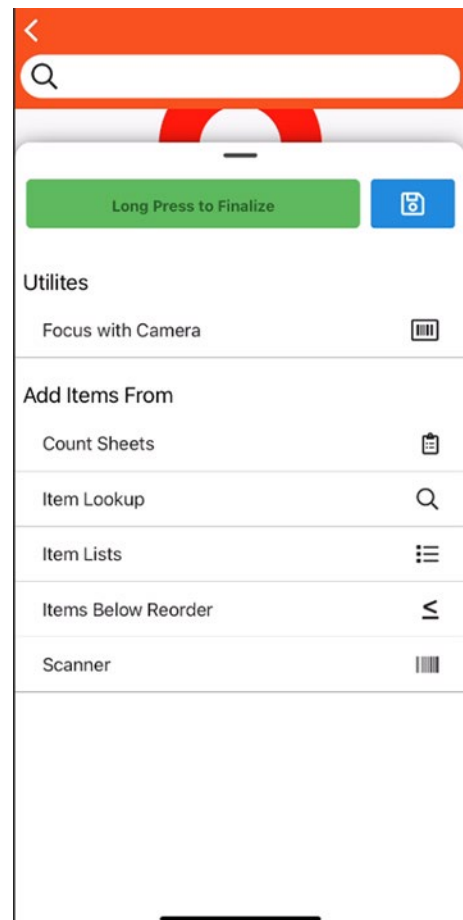 Long Press to Finalize
Utilites
Focus with Camera
Add Items From
Count Sheets
Item Lookup
Item Lists
Items Below Reorder
Scanner